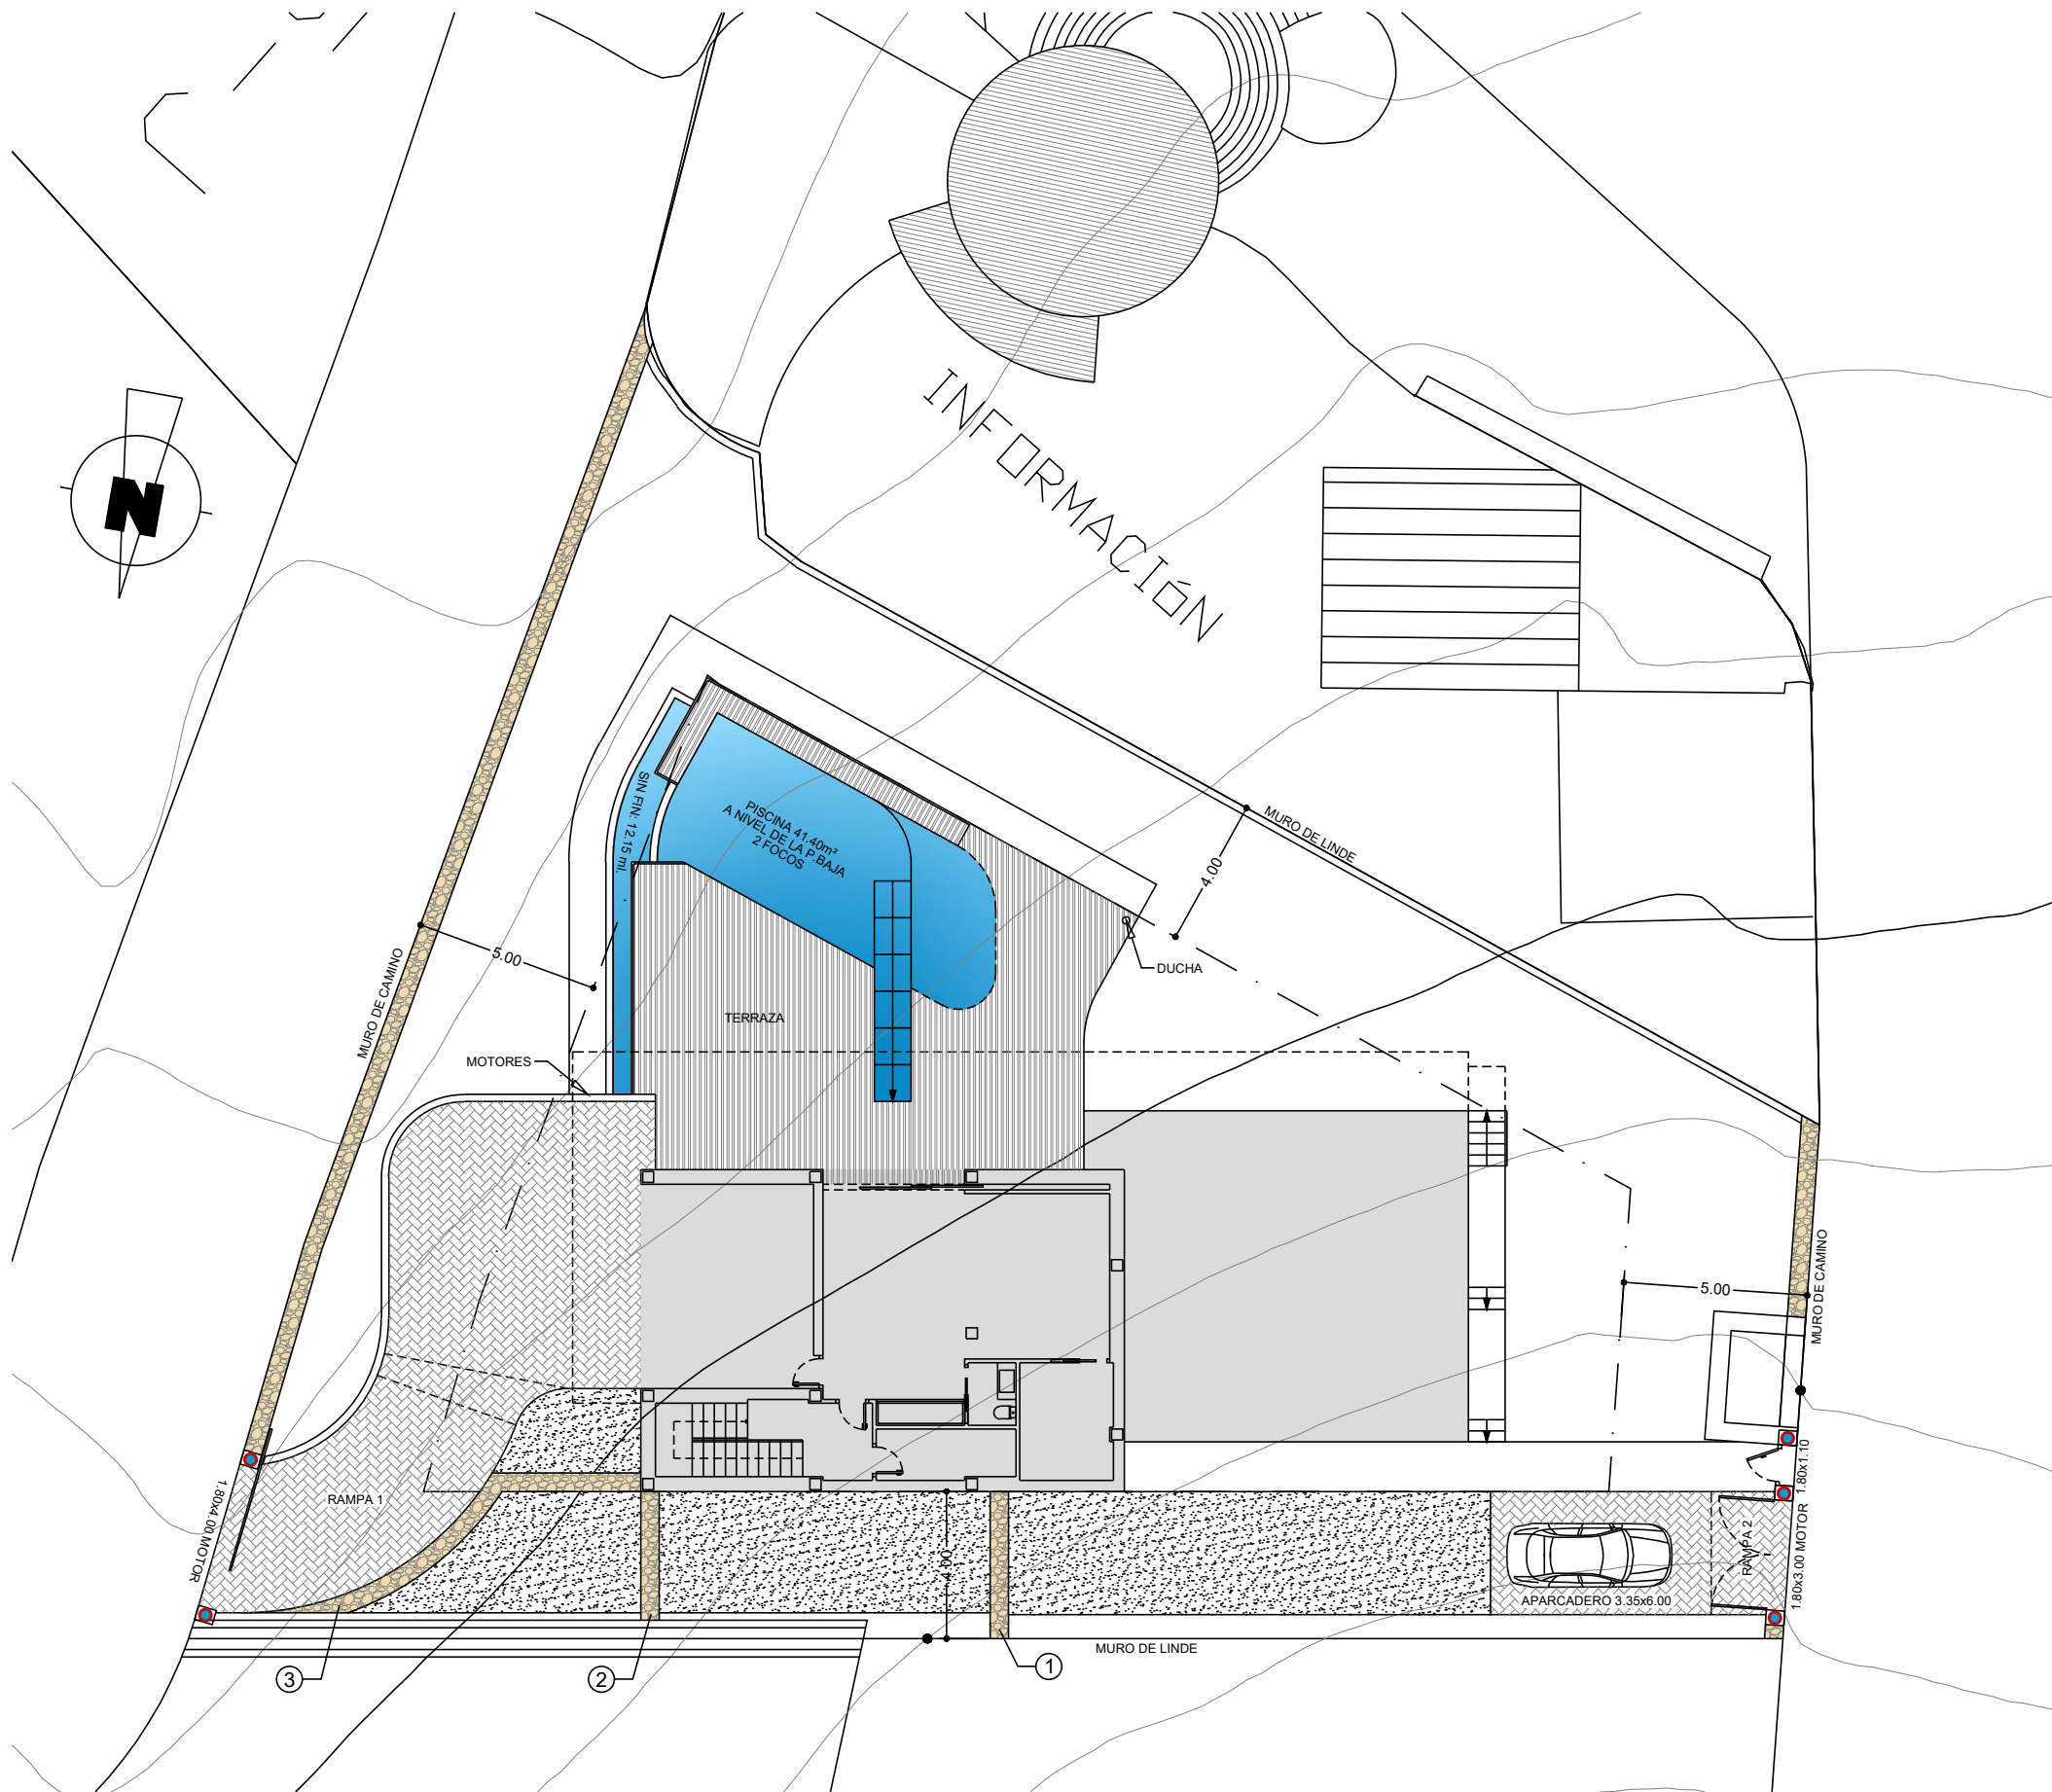 INFORMACIÓN
N
PISCINA 41.40m²
A NIVEL DE LA P.BAJA
2 FOCOS
SIN FIN: 12.15 ml.
MURO DE LINDE
4.00
5.00
MURO DE CAMINO
DUCHA
TERRAZA
MOTORES
5.00
MURO DE CAMINO
1.80x1.10
1.80x3.00 MOTOR
RAMPA 1
1.80x4.00 MOTOR
RAMPA 2
4.00
APARCADERO 3.35x6.00
MURO DE LINDE
3
2
1